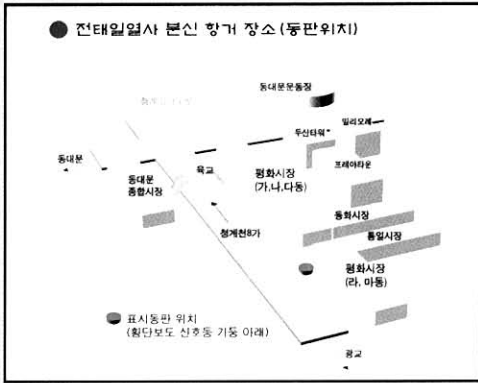 전태일열사 분신 항거 장소(동판위치)
동대문운동장
밀리오레
두산타워
동대문
동대문
종합시장
육교
평화시장
(가,나,다동)
프레야타운
청계천8가
동화시장
통일시장
평화시장
(라, 마동)
표시동판 위치
(횡단보도 신호등 기둥 아래)
광교